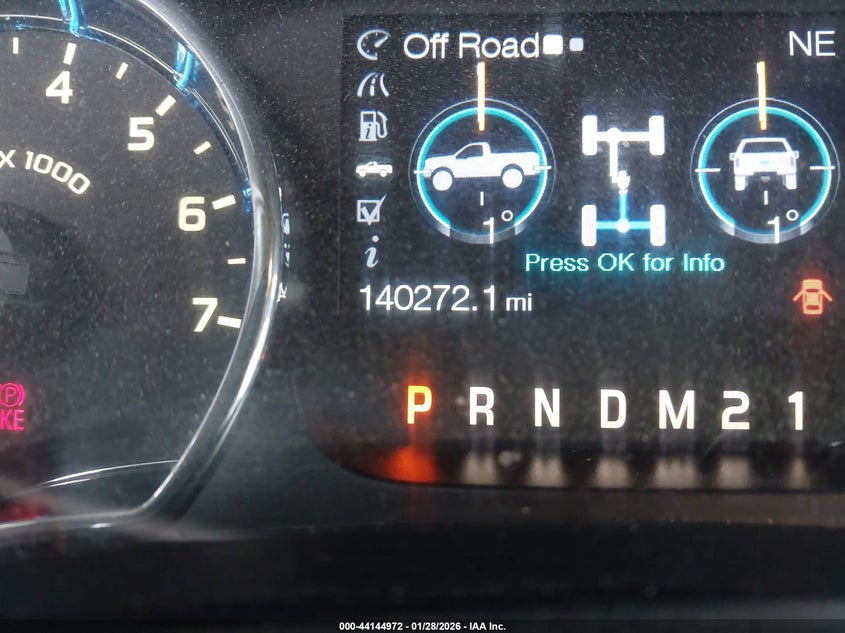 4
5
X 1000
6
7
Off Road
NE
1°
1°
Press OK for Info
140272.1 mi
P
KE
P R N D M 2 1
000-44144972 - 01/28/2026 - IAA Inc.